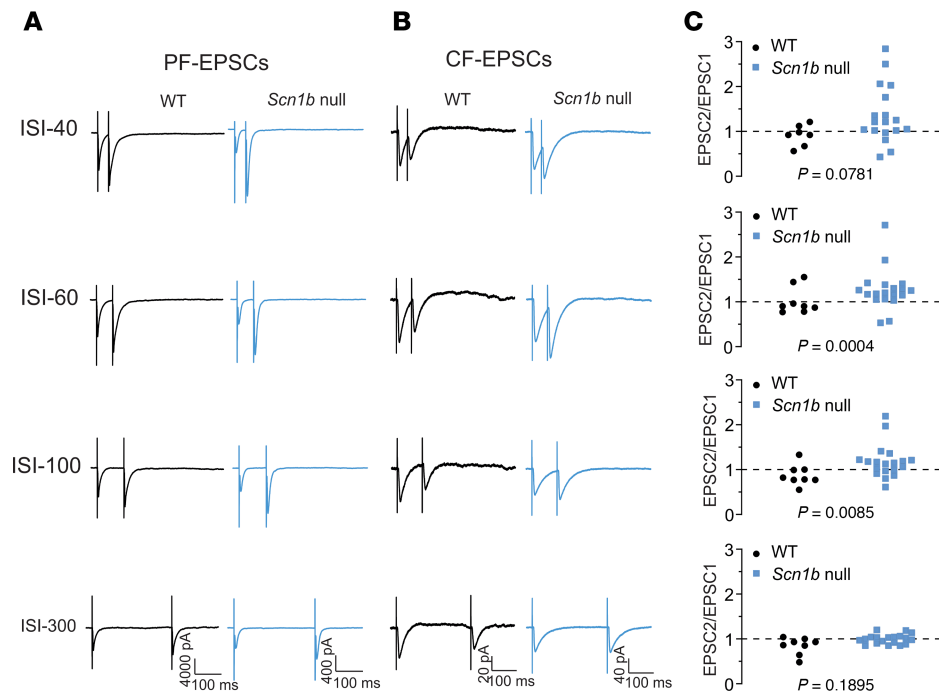 A
B
C
PF-EPSCs
CF-EPSCs
WT
Scn1b null
WT
Scn1b null
ISI-40
ISI-60
ISI-100
ISI-300
4000 pA
100 ms
400 pA
100 ms
20 pA
100 ms
40 pA
100 ms
EPSC2/EPSC1
3
2
1
0
WT
Scn1b null
P = 0.0781
EPSC2/EPSC1
3
2
1
0
WT
Scn1b null
P = 0.0004
EPSC2/EPSC1
3
2
1
0
WT
Scn1b null
P = 0.0085
EPSC2/EPSC1
3
2
1
0
WT
Scn1b null
P = 0.1895